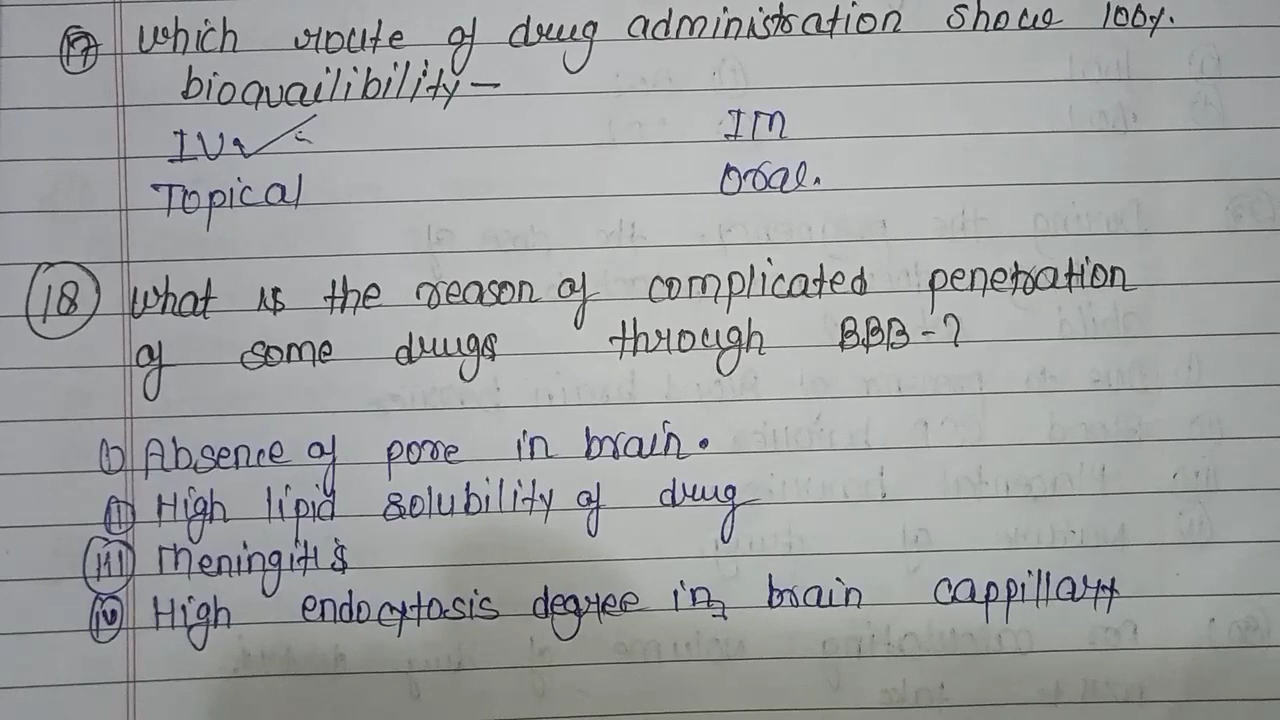 17 Which route of drug administration show 100%.
bioavailibility-
IV. ✓ IM
Topical Oral.
18 What is the reason of complicated penetration
of some drugs through BBB-?
i) Absence of pore in brain.
ii) High lipid solubility of drug
iii) Meningitis
iv) High endocytosis degree in brain cappillary